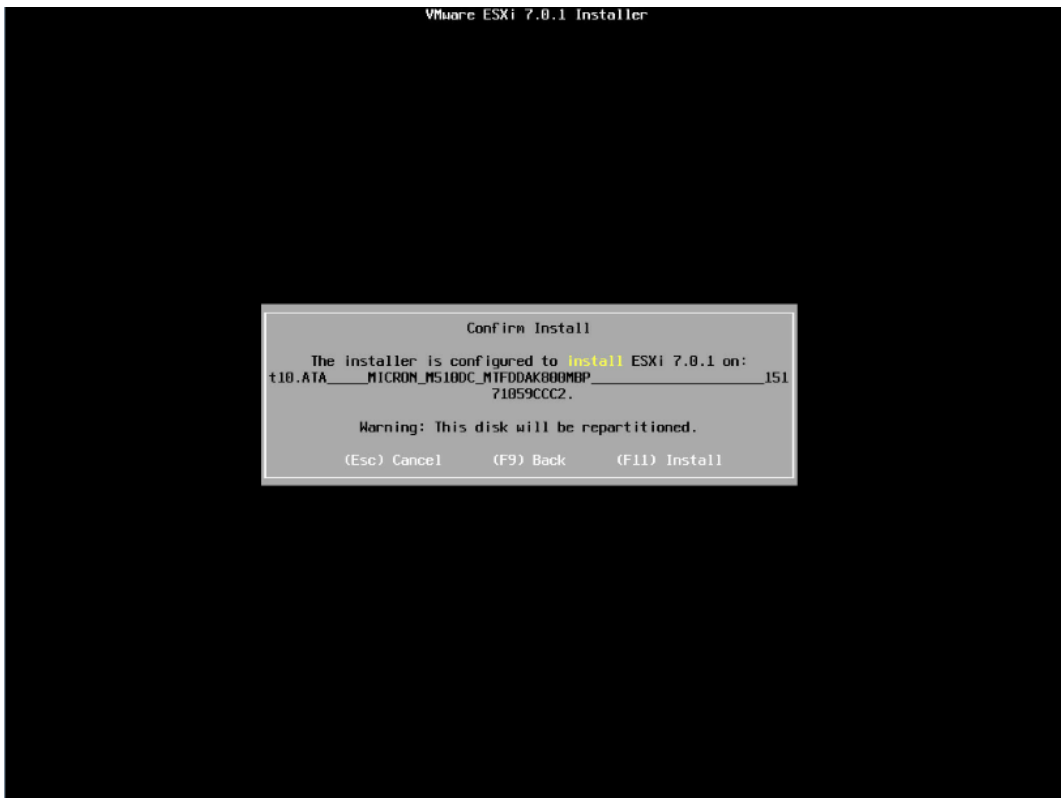 VMware ESXi 7.0.1 Installer
Confirm Install
The installer is configured to install ESXi 7.0.1 on:
t10.ATA_____MICRON_M510DC_MTFDDAK800MBP__________________________151
71059CCC2.
Warning: This disk will be repartitioned.
(Esc) Cancel (F9) Back (F11) Install